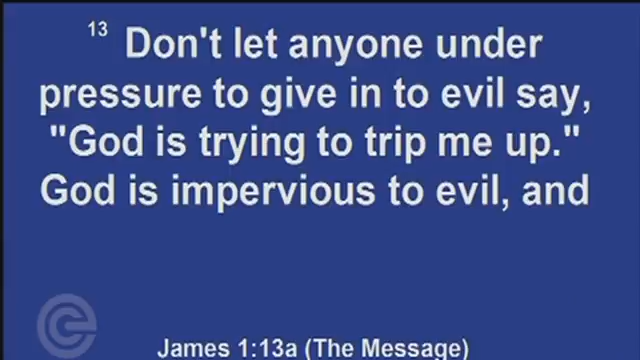 13 Don't let anyone under
pressure to give in to evil say,
"God is trying to trip me up."
God is impervious to evil, and
James 1:13a (The Message)